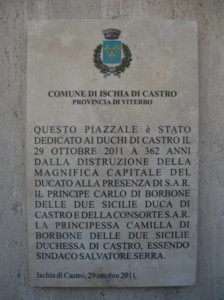 COMUNE DI ISCHIA DI CASTRO
PROVINCIA DI VITERBO
QUESTO PIAZZALE è STATO
DEDICATO AI DUCHI DI CASTRO IL
29 OTTOBRE 2011 A 362 ANNI
DALLA DISTRUZIONE DELLA
MAGNIFICA CAPITALE DEL
DUCATO ALLA PRESENZA DI S.A.R.
IL PRINCIPE CARLO DI BORBONE
DELLE DUE SICILIE DUCA DI
CASTRO E DELLA CONSORTE S.A.R.
LA PRINCIPESSA CAMILLA DI
BORBONE DELLE DUE SICILIE
DUCHESSA DI CASTRO, ESSENDO
SINDACO SALVATORE SERRA.
Ischia di Castro, 29 ottobre 2011,